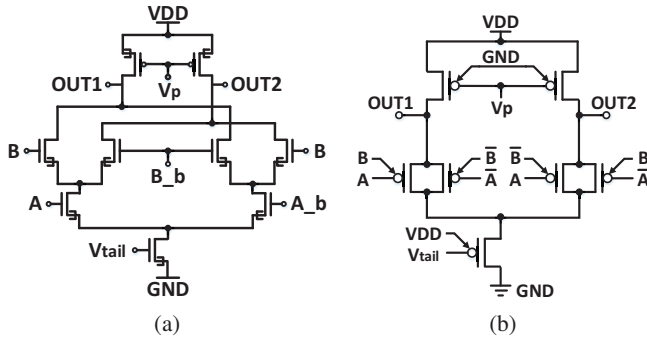 VDD
OUT1
OUT2
Vp
B
B
B_b
A
A_b
Vtail
GND
(a)
VDD
GND
OUT1
OUT2
Vp
B
A
B̅
A̅
B̅
A
B
A̅
VDD
Vtail
GND
(b)